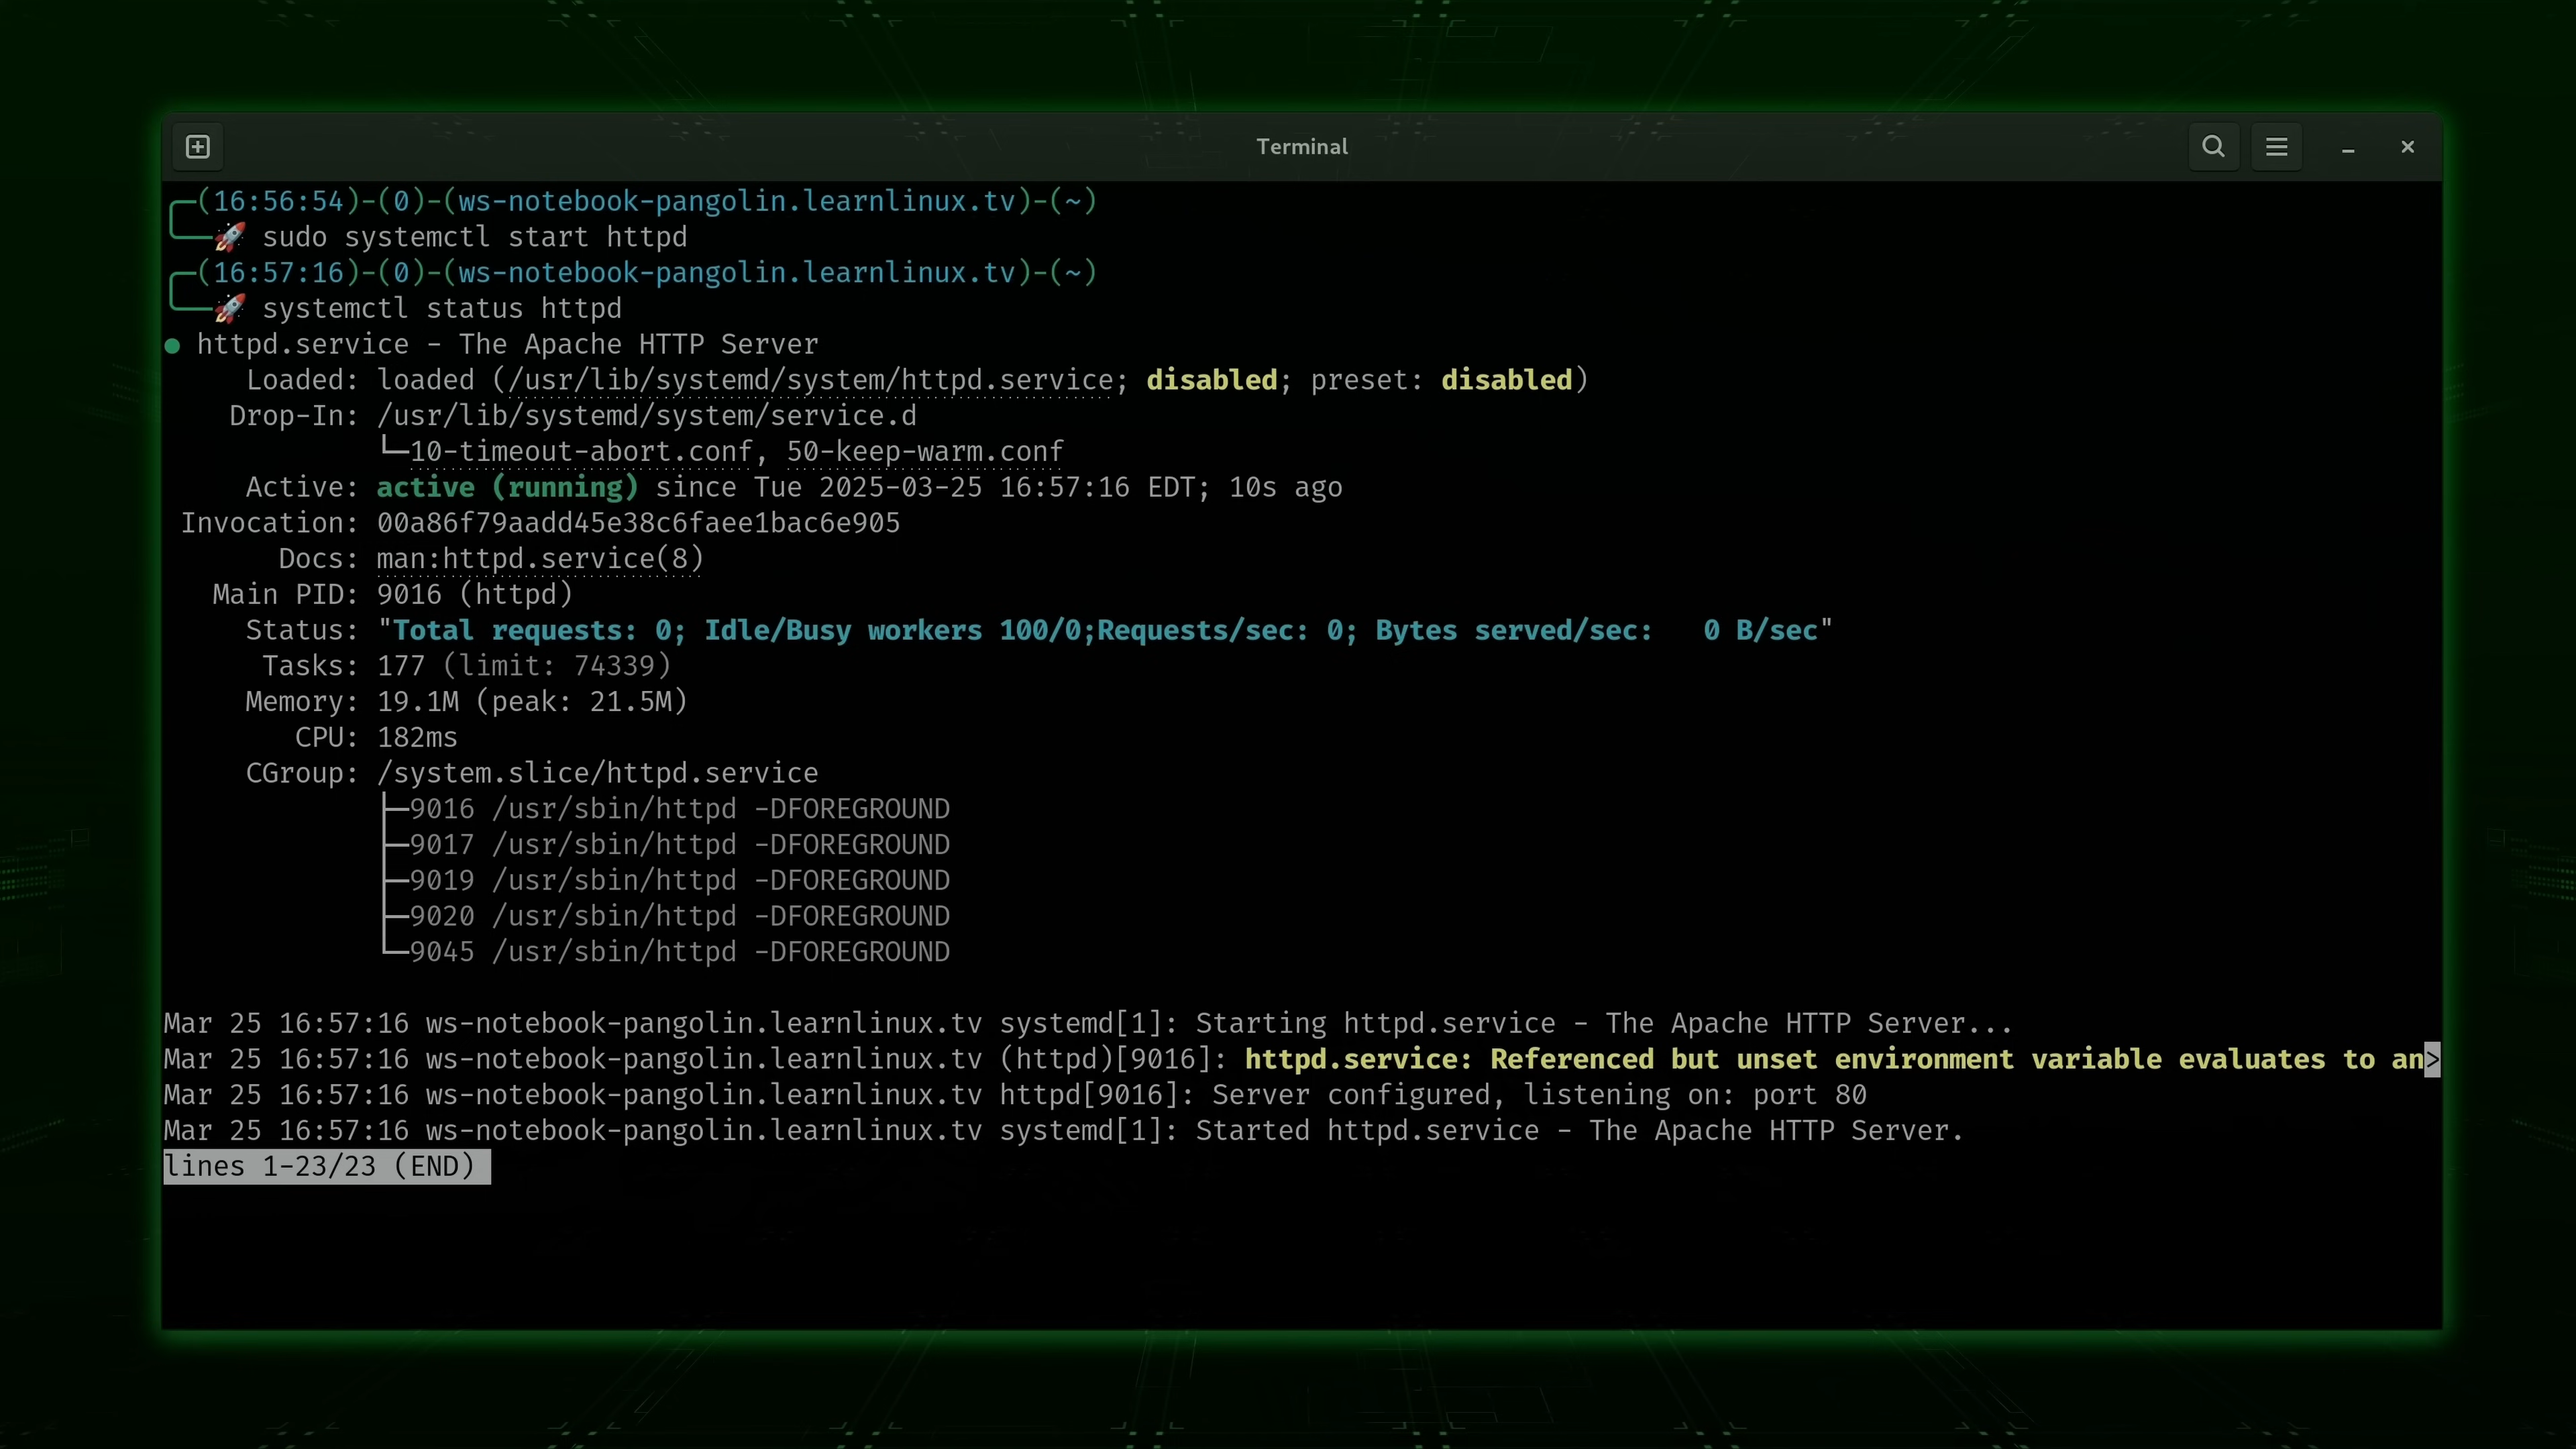 Terminal
┌─(16:56:54)-(0)-(ws-notebook-pangolin.learnlinux.tv)-(~)
└─🚀 sudo systemctl start httpd
┌─(16:57:16)-(0)-(ws-notebook-pangolin.learnlinux.tv)-(~)
└─🚀 systemctl status httpd
● httpd.service - The Apache HTTP Server
     Loaded: loaded (/usr/lib/systemd/system/httpd.service; disabled; preset: disabled)
    Drop-In: /usr/lib/systemd/system/service.d
             └─10-timeout-abort.conf, 50-keep-warm.conf
     Active: active (running) since Tue 2025-03-25 16:57:16 EDT; 10s ago
 Invocation: 00a86f79aadd45e38c6faee1bac6e905
       Docs: man:httpd.service(8)
   Main PID: 9016 (httpd)
     Status: "Total requests: 0; Idle/Busy workers 100/0;Requests/sec: 0; Bytes served/sec:   0 B/sec"
      Tasks: 177 (limit: 74339)
     Memory: 19.1M (peak: 21.5M)
        CPU: 182ms
     CGroup: /system.slice/httpd.service
             ├─9016 /usr/sbin/httpd -DFOREGROUND
             ├─9017 /usr/sbin/httpd -DFOREGROUND
             ├─9019 /usr/sbin/httpd -DFOREGROUND
             ├─9020 /usr/sbin/httpd -DFOREGROUND
             └─9045 /usr/sbin/httpd -DFOREGROUND
Mar 25 16:57:16 ws-notebook-pangolin.learnlinux.tv systemd[1]: Starting httpd.service - The Apache HTTP Server...
Mar 25 16:57:16 ws-notebook-pangolin.learnlinux.tv (httpd)[9016]: httpd.service: Referenced but unset environment variable evaluates to an>
Mar 25 16:57:16 ws-notebook-pangolin.learnlinux.tv httpd[9016]: Server configured, listening on: port 80
Mar 25 16:57:16 ws-notebook-pangolin.learnlinux.tv systemd[1]: Started httpd.service - The Apache HTTP Server.
lines 1-23/23 (END)